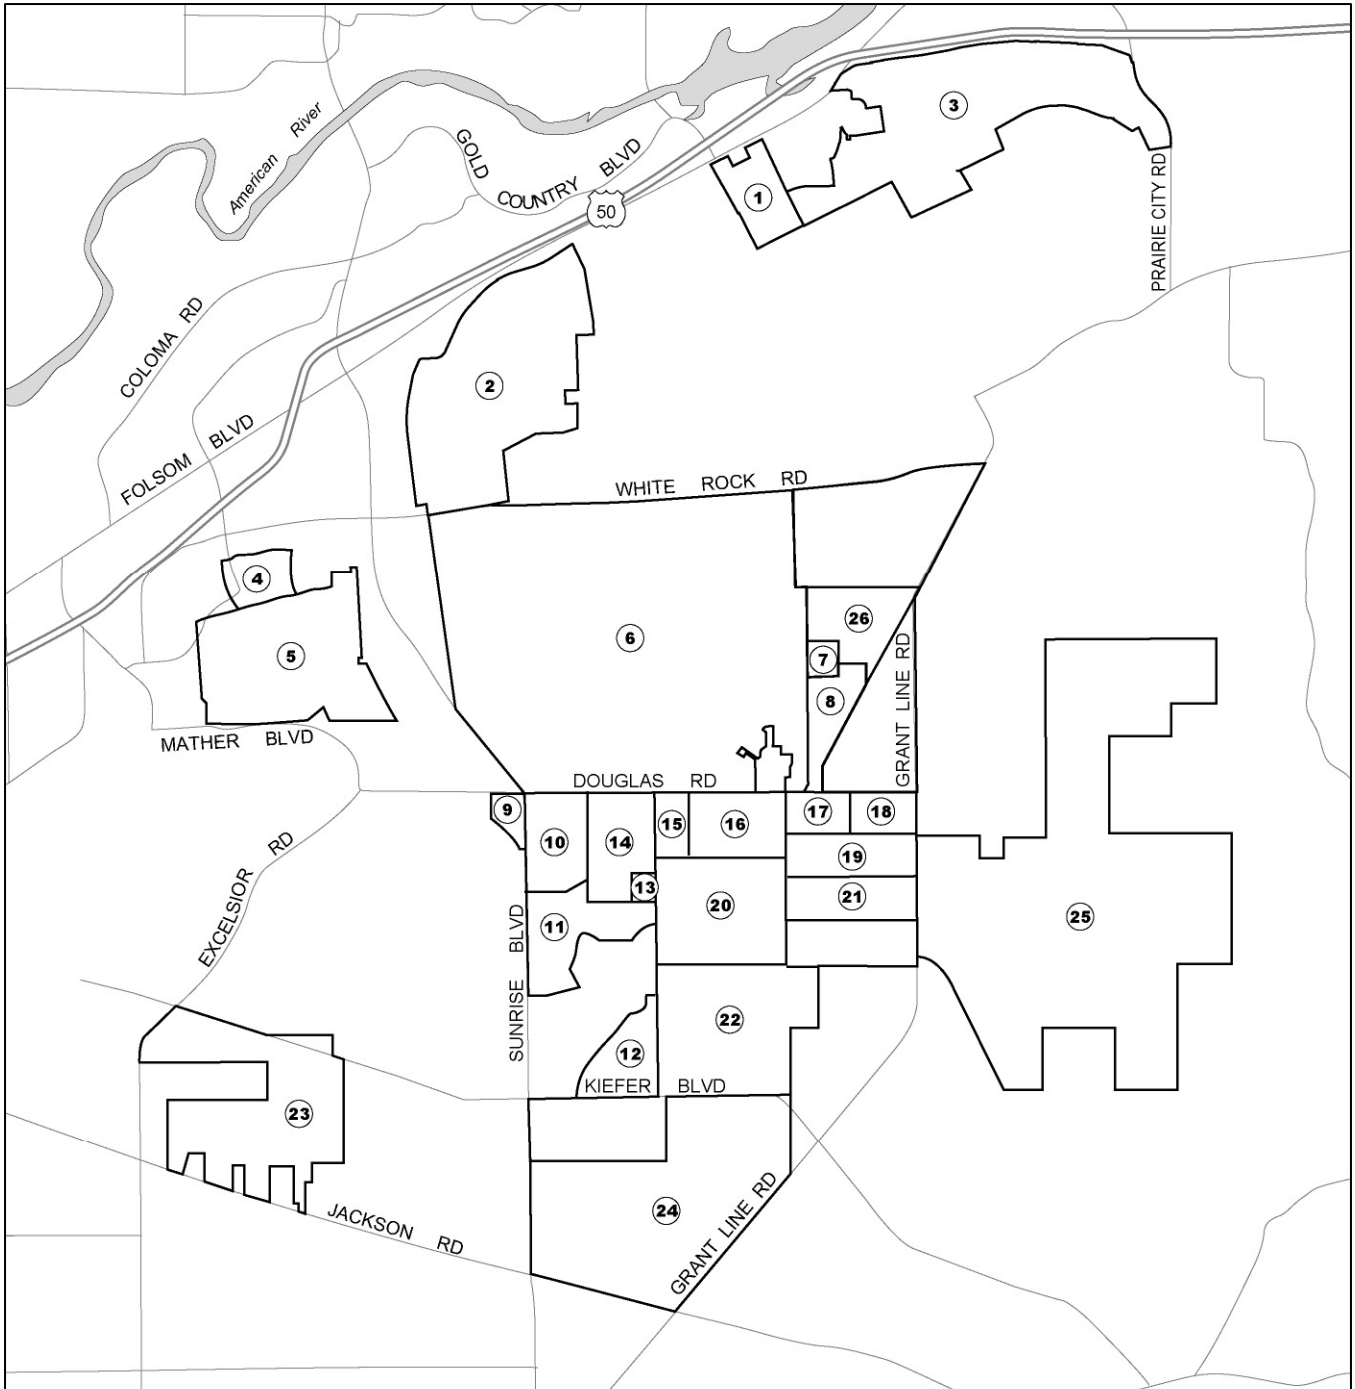 3
American River
GOLD COUNTRY BLVD
1
50
PRAIRIE CITY RD
COLOMA RD
2
FOLSOM BLVD
WHITE ROCK RD
4
26
6
5
7
GRANT LINE RD
8
MATHER BLVD
DOUGLAS RD
9
17
18
15
16
10
14
19
EXCELSIOR RD
13
21
20
25
11
SUNRISE BLVD
22
12
KIEFER BLVD
23
24
JACKSON RD
GRANT LINE RD